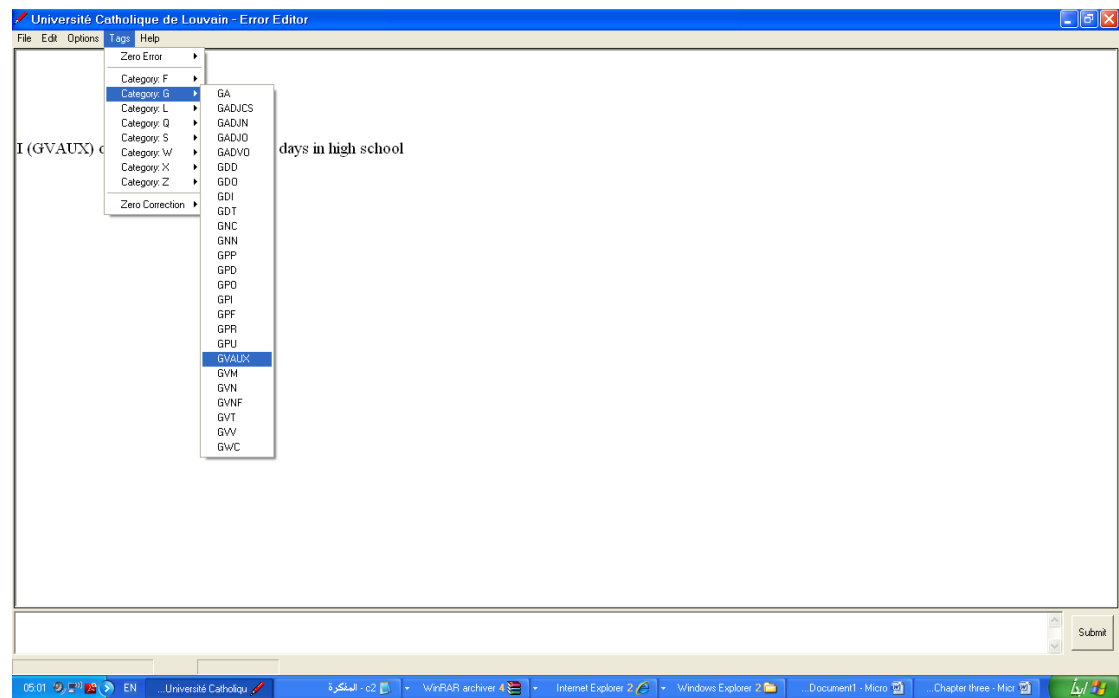 Université Catholique de Louvain - Error Editor
File Edit Options Tags Help
Zero Error
Category: F
Category: G
Category: L
Category: Q
Category: S
Category: W
Category: X
Category: Z
Zero Correction
GA
GADJCS
GADJN
GADJO
GADVO
GDD
GDO
GDI
GDT
GNC
GNN
GPP
GPD
GPO
GPI
GPF
GPR
GPU
GVAUX
GVM
GVN
GVNF
GVT
GVV
GWC
I (GVAUX) c days in high school
Submit
05:01 EN ...Université Catholiqu c2 - المفكرة WinRAR archiver 4 Internet Explorer 2 Windows Explorer 2 ...Document1 - Micro ...Chapter three - Micr ابدأ